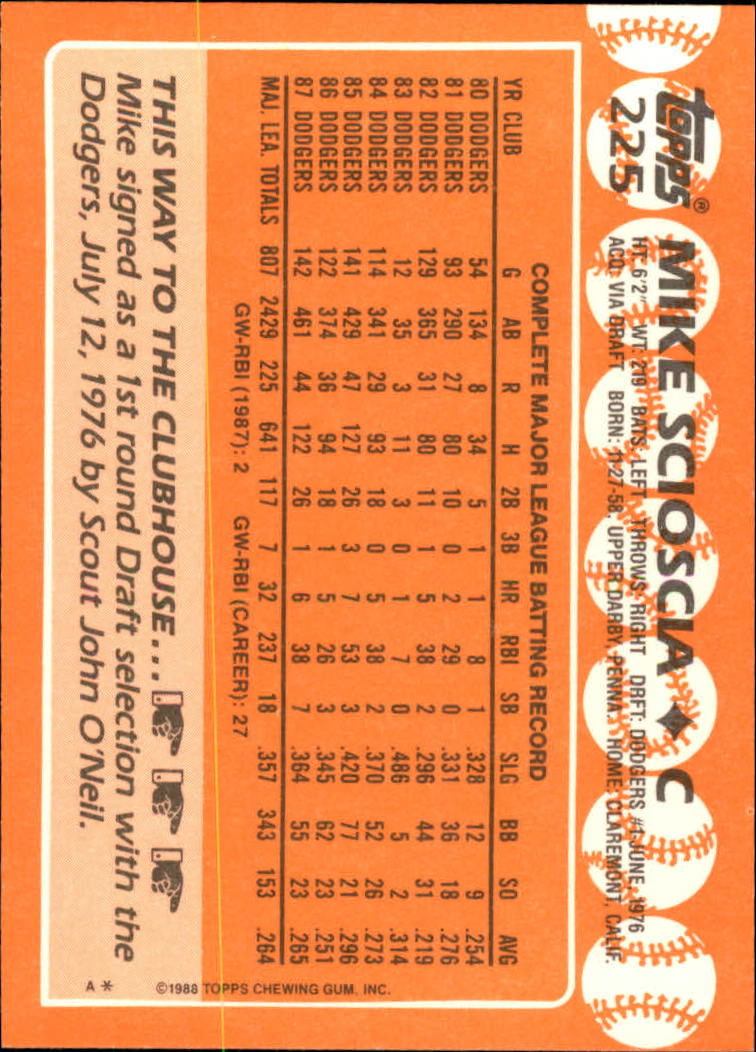 topps®
225
MIKE SCIOSCIA ♦ C
HT: 6'2" WT: 219 BATS: LEFT THROWS: RIGHT DRFT: DODGERS #1-JUNE, 1976
ACQ: VIA DRAFT BORN: 11-27-58, UPPER DARBY, PENNA. HOME: CLAREMONT, CALIF.
COMPLETE MAJOR LEAGUE BATTING RECORD
YR CLUB G AB R H 2B 3B HR RBI SB SLG BB SO AVG
80 DODGERS 54 134 8 34 5 1 1 8 1 .328 12 9 .254
81 DODGERS 93 290 27 80 10 0 2 29 0 .331 36 18 .276
82 DODGERS 129 365 31 80 11 1 5 38 2 .296 44 31 .219
83 DODGERS 12 35 3 11 3 0 1 7 0 .486 5 2 .314
84 DODGERS 114 341 29 93 18 0 5 38 2 .370 52 26 .273
85 DODGERS 141 429 47 127 26 3 7 53 3 .420 77 21 .296
86 DODGERS 122 374 36 94 18 1 5 26 3 .345 62 23 .251
87 DODGERS 142 461 44 122 26 1 6 38 7 .364 55 23 .265
MAJ. LEA. TOTALS 807 2429 225 641 117 7 32 237 18 .357 343 153 .264
GW-RBI (1987): 2 GW-RBI (CAREER): 27
THIS WAY TO THE CLUBHOUSE...
Mike signed as a 1st round Draft selection with the
Dodgers, July 12, 1976 by Scout John O'Neil.
A * ©1988 TOPPS CHEWING GUM, INC.